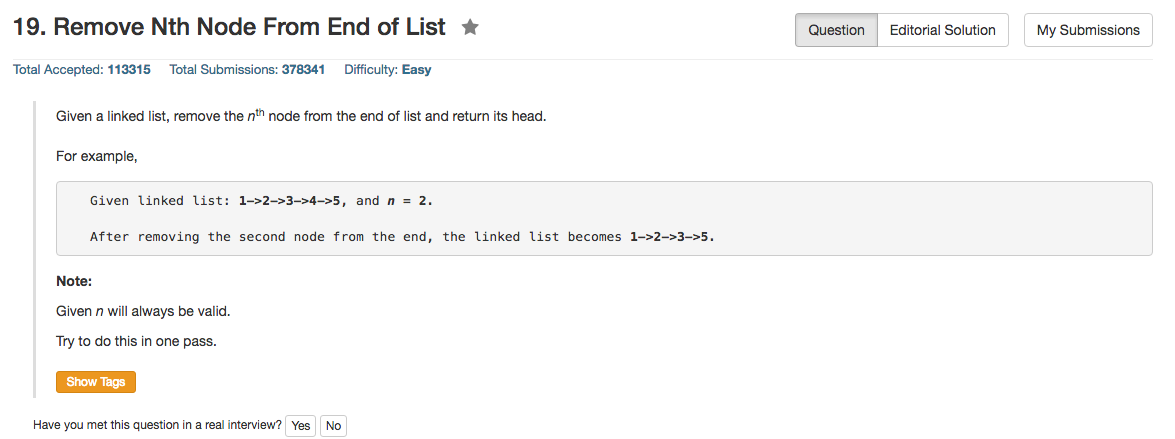 19. Remove Nth Node From End of List
Question Editorial Solution My Submissions
Total Accepted: 113315 Total Submissions: 378341 Difficulty: Easy
Given a linked list, remove the nth node from the end of list and return its head.
For example,
Given linked list: 1->2->3->4->5, and n = 2.
After removing the second node from the end, the linked list becomes 1->2->3->5.
Note:
Given n will always be valid.
Try to do this in one pass.
Show Tags
Have you met this question in a real interview? Yes No